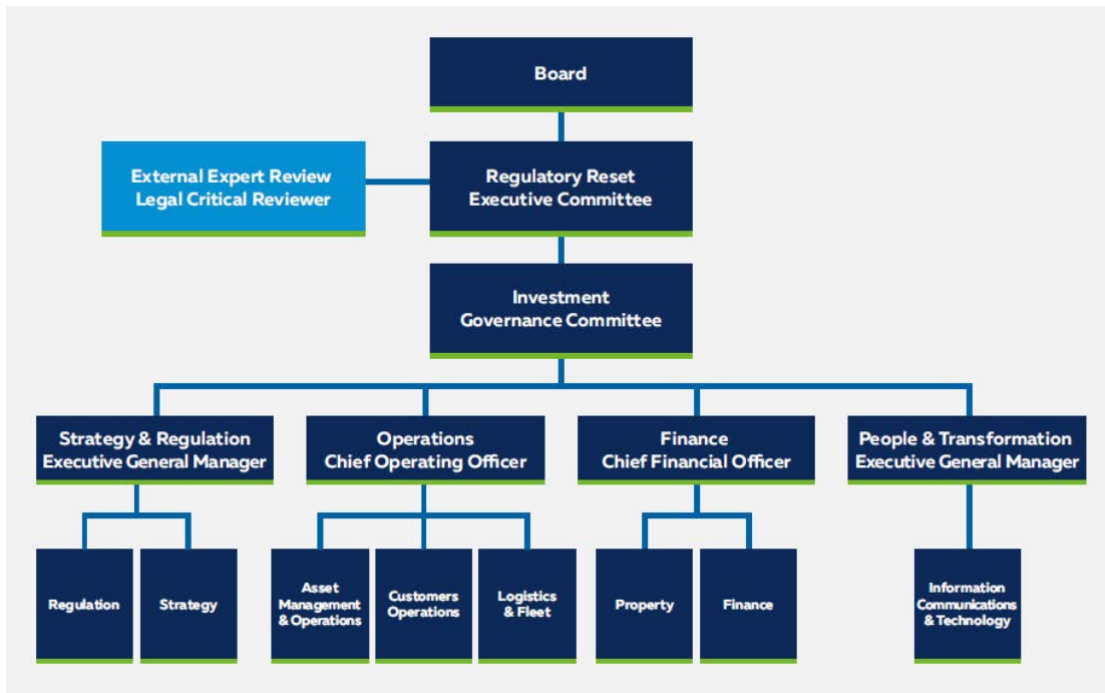 Board
External Expert Review
Legal Critical Reviewer
Regulatory Reset
Executive Committee
Investment
Governance Committee
Strategy & Regulation
Executive General Manager
Operations
Chief Operating Officer
Finance
Chief Financial Officer
People & Transformation
Executive General Manager
Regulation
Strategy
Asset
Management
& Operations
Customers
Operations
Logistics
& Fleet
Property
Finance
Information
Communications
& Technology